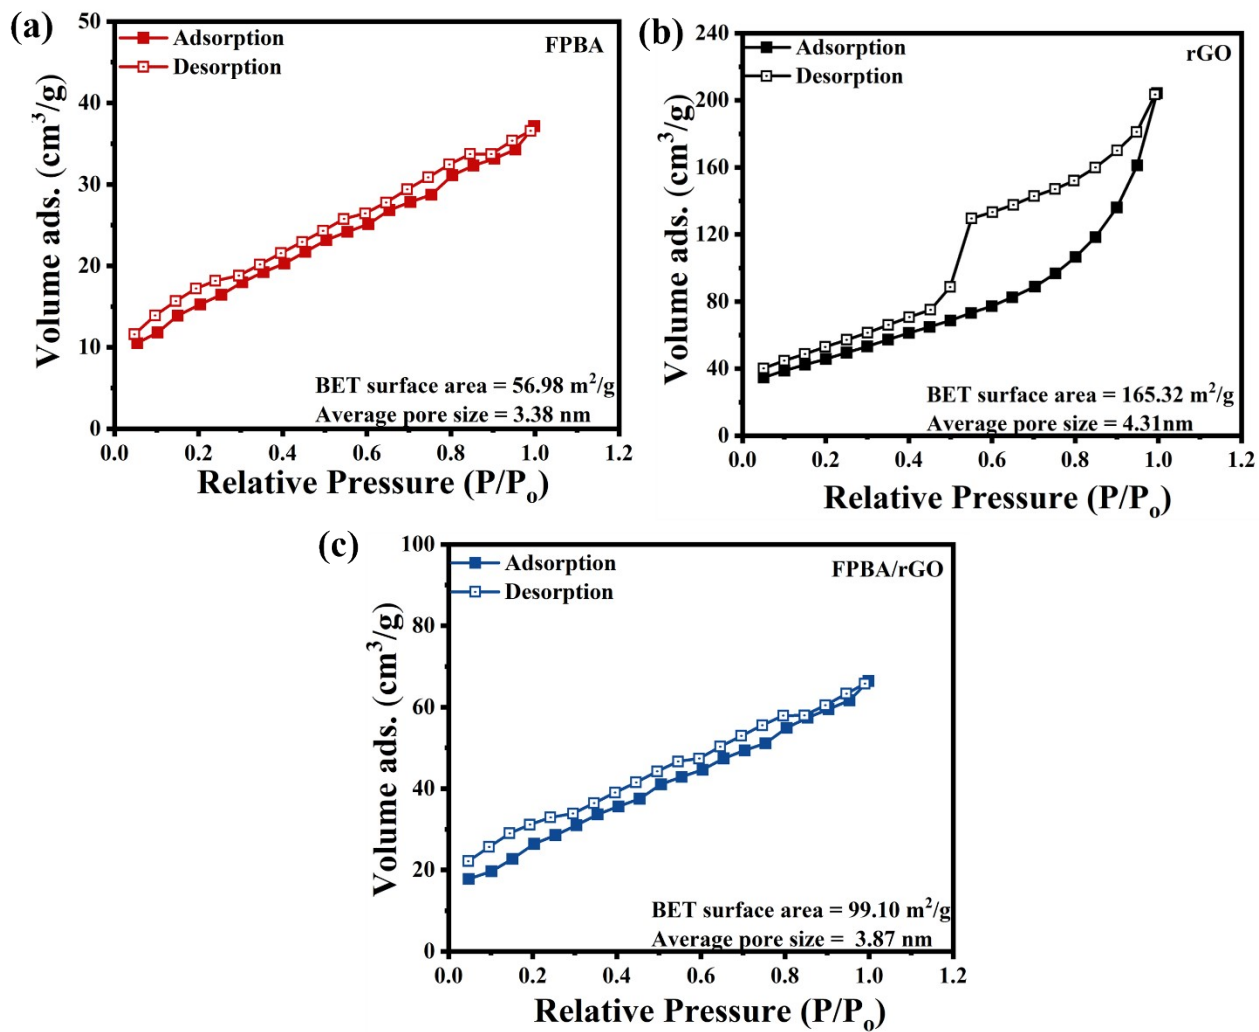 (a)
50
40
30
20
10
0
Volume ads. (cm³/g)
Adsorption
Desorption
FPBA
BET surface area = 56.98 m²/g
Average pore size = 3.38 nm
0.0 0.2 0.4 0.6 0.8 1.0 1.2
Relative Pressure (P/Pₒ)
(b)
240
200
160
120
80
40
0
Volume ads. (cm³/g)
Adsorption
Desorption
rGO
BET surface area = 165.32 m²/g
Average pore size = 4.31nm
0.0 0.2 0.4 0.6 0.8 1.0 1.2
Relative Pressure (P/Pₒ)
(c)
100
80
60
40
20
0
Volume ads. (cm³/g)
Adsorption
Desorption
FPBA/rGO
BET surface area = 99.10 m²/g
Average pore size = 3.87 nm
0.0 0.2 0.4 0.6 0.8 1.0 1.2
Relative Pressure (P/Pₒ)